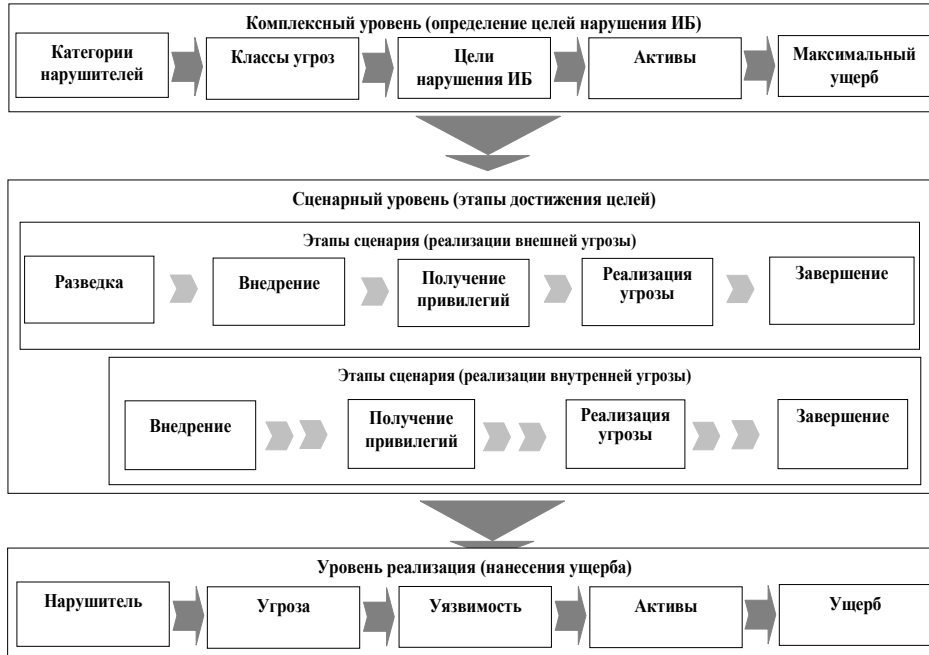 Комплексный уровень (определение целей нарушения ИБ)
Категории
нарушителей
Классы угроз
Цели
нарушения ИБ
Активы
Максимальный
ущерб
Сценарный уровень (этапы достижения целей)
Этапы сценария (реализации внешней угрозы)
Разведка
Внедрение
Получение
привилегий
Реализация
угрозы
Завершение
Этапы сценария (реализации внутренней угрозы)
Внедрение
Получение
привилегий
Реализация
угрозы
Завершение
Уровень реализация (нанесения ущерба)
Нарушитель
Угроза
Уязвимость
Активы
Ущерб